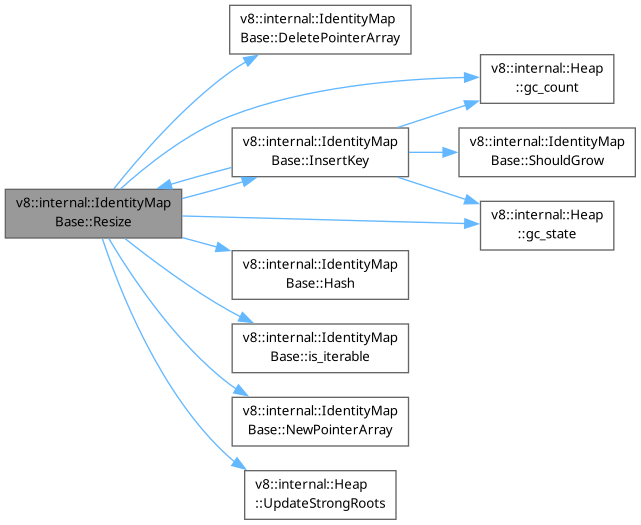 v8::internal::IdentityMap
Base::Resize
v8::internal::IdentityMap
Base::DeletePointerArray
v8::internal::Heap
::gc_count
v8::internal::IdentityMap
Base::InsertKey
v8::internal::IdentityMap
Base::ShouldGrow
v8::internal::Heap
::gc_state
v8::internal::IdentityMap
Base::Hash
v8::internal::IdentityMap
Base::is_iterable
v8::internal::IdentityMap
Base::NewPointerArray
v8::internal::Heap
::UpdateStrongRoots